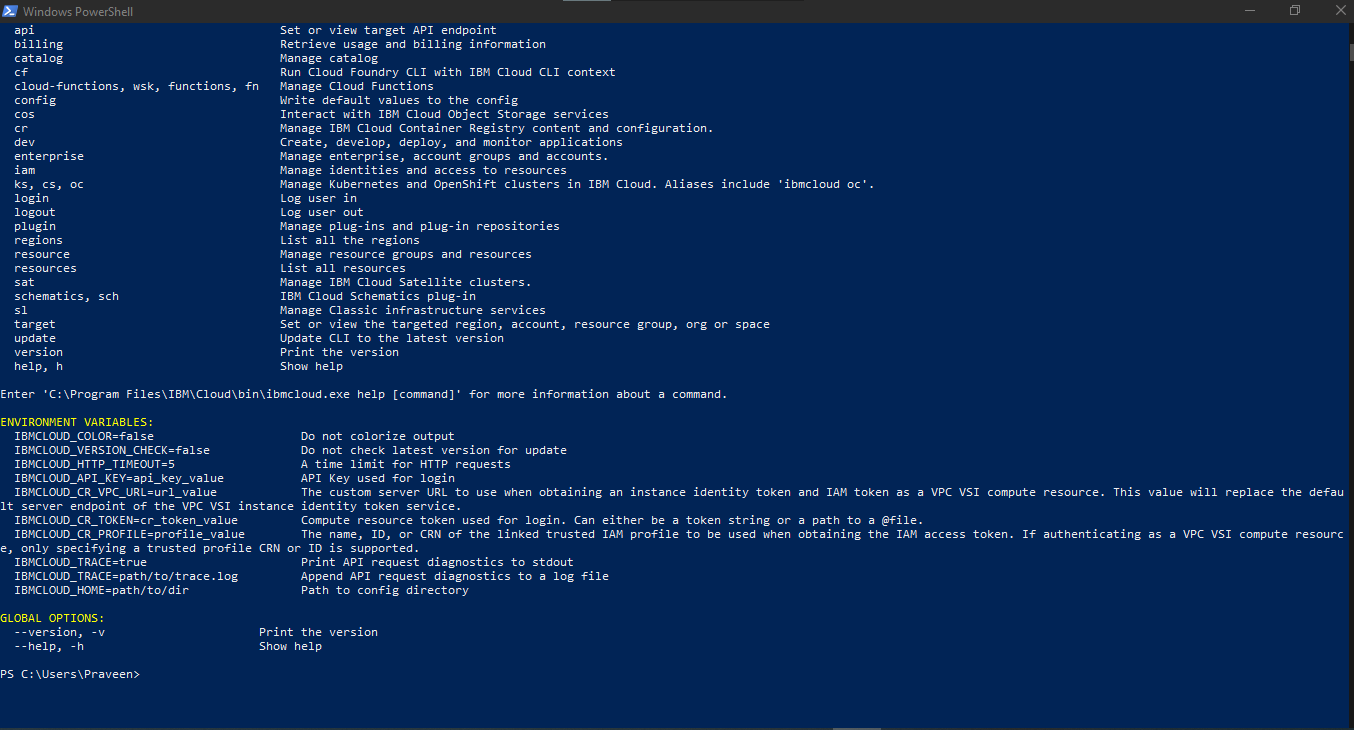 Windows PowerShell
api Set or view target API endpoint
billing Retrieve usage and billing information
catalog Manage catalog
cf Run Cloud Foundry CLI with IBM Cloud CLI context
cloud-functions, wsk, functions, fn Manage Cloud Functions
config Write default values to the config
cos Interact with IBM Cloud Object Storage services
cr Manage IBM Cloud Container Registry content and configuration.
dev Create, develop, deploy, and monitor applications
enterprise Manage enterprise, account groups and accounts.
iam Manage identities and access to resources
ks, cs, oc Manage Kubernetes and OpenShift clusters in IBM Cloud. Aliases include 'ibmcloud oc'.
login Log user in
logout Log user out
plugin Manage plug-ins and plug-in repositories
regions List all the regions
resource Manage resource groups and resources
resources List all resources
sat Manage IBM Cloud Satellite clusters.
schematics, sch IBM Cloud Schematics plug-in
sl Manage Classic infrastructure services
target Set or view the targeted region, account, resource group, org or space
update Update CLI to the latest version
version Print the version
help, h Show help
Enter 'C:\Program Files\IBM\Cloud\bin\ibmcloud.exe help [command]' for more information about a command.
ENVIRONMENT VARIABLES:
IBMCLOUD_COLOR=false Do not colorize output
IBMCLOUD_VERSION_CHECK=false Do not check latest version for update
IBMCLOUD_HTTP_TIMEOUT=5 A time limit for HTTP requests
IBMCLOUD_API_KEY=api_key_value API Key used for login
IBMCLOUD_CR_VPC_URL=url_value The custom server URL to use when obtaining an instance identity token and IAM token as a VPC VSI compute resource. This value will replace the defau
lt server endpoint of the VPC VSI instance identity token service.
IBMCLOUD_CR_TOKEN=cr_token_value Compute resource token used for login. Can either be a token string or a path to a @file.
IBMCLOUD_CR_PROFILE=profile_value The name, ID, or CRN of the linked trusted IAM profile to be used when obtaining the IAM access token. If authenticating as a VPC VSI compute resourc
e, only specifying a trusted profile CRN or ID is supported.
IBMCLOUD_TRACE=true Print API request diagnostics to stdout
IBMCLOUD_TRACE=path/to/trace.log Append API request diagnostics to a log file
IBMCLOUD_HOME=path/to/dir Path to config directory
GLOBAL OPTIONS:
--version, -v Print the version
--help, -h Show help
PS C:\Users\Praveen>